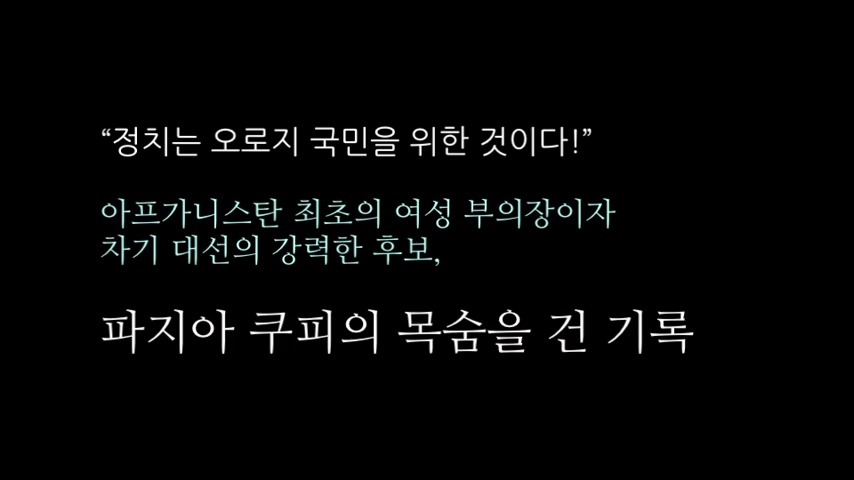 “정치는 오로지 국민을 위한 것이다!”
아프가니스탄 최초의 여성 부의장이자
차기 대선의 강력한 후보,
파지아 쿠피의 목숨을 건 기록